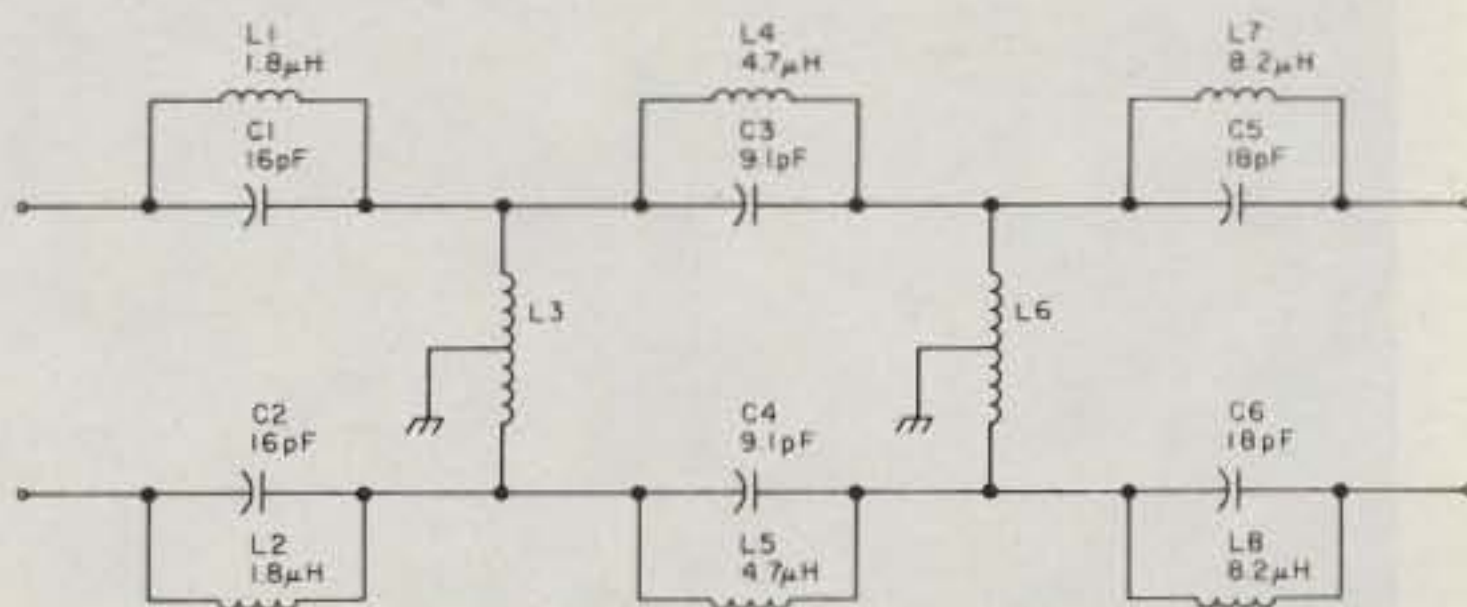 L1
1.8μH
L4
4.7μH
L7
8.2μH
C1
16pF
C3
9.1pF
C5
18pF
L3
L6
C2
16pF
C4
9.1pF
C6
18pF
L2
1.8μH
L5
4.7μH
L8
8.2μH